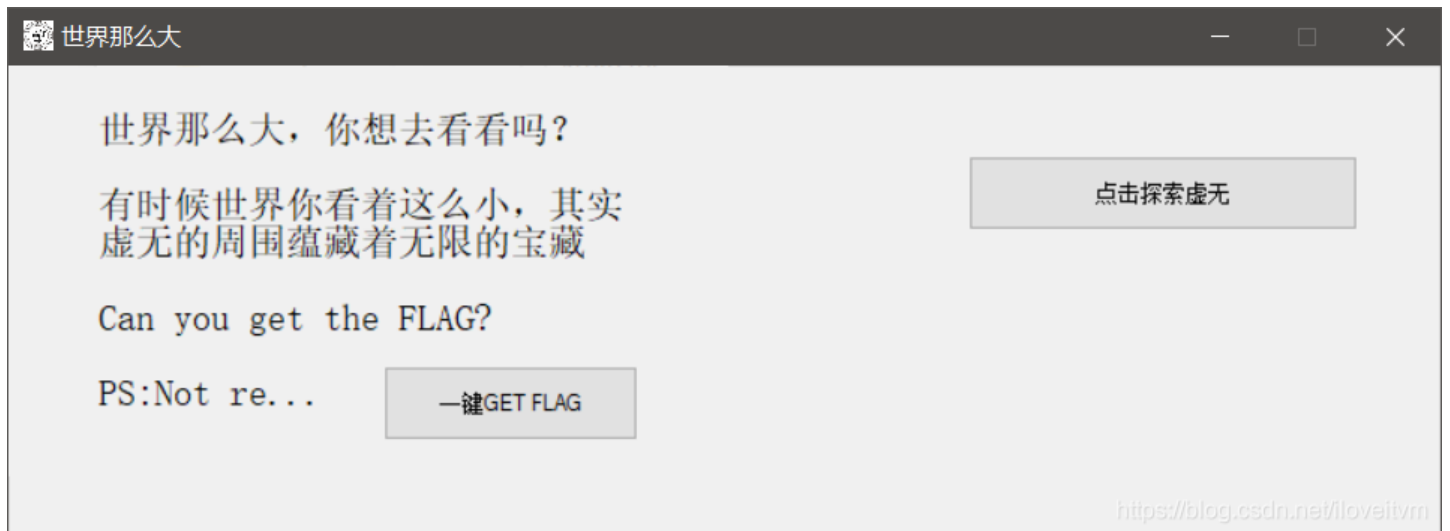 世界那么大
世界那么大，你想去看看吗？
点击探索虚无
有时候世界你看着这么小，其实
虚无的周围蕴藏着无限的宝藏
Can you get the FLAG?
PS:Not re...
一键GET FLAG
https://blog.csdn.net/iloveitvm